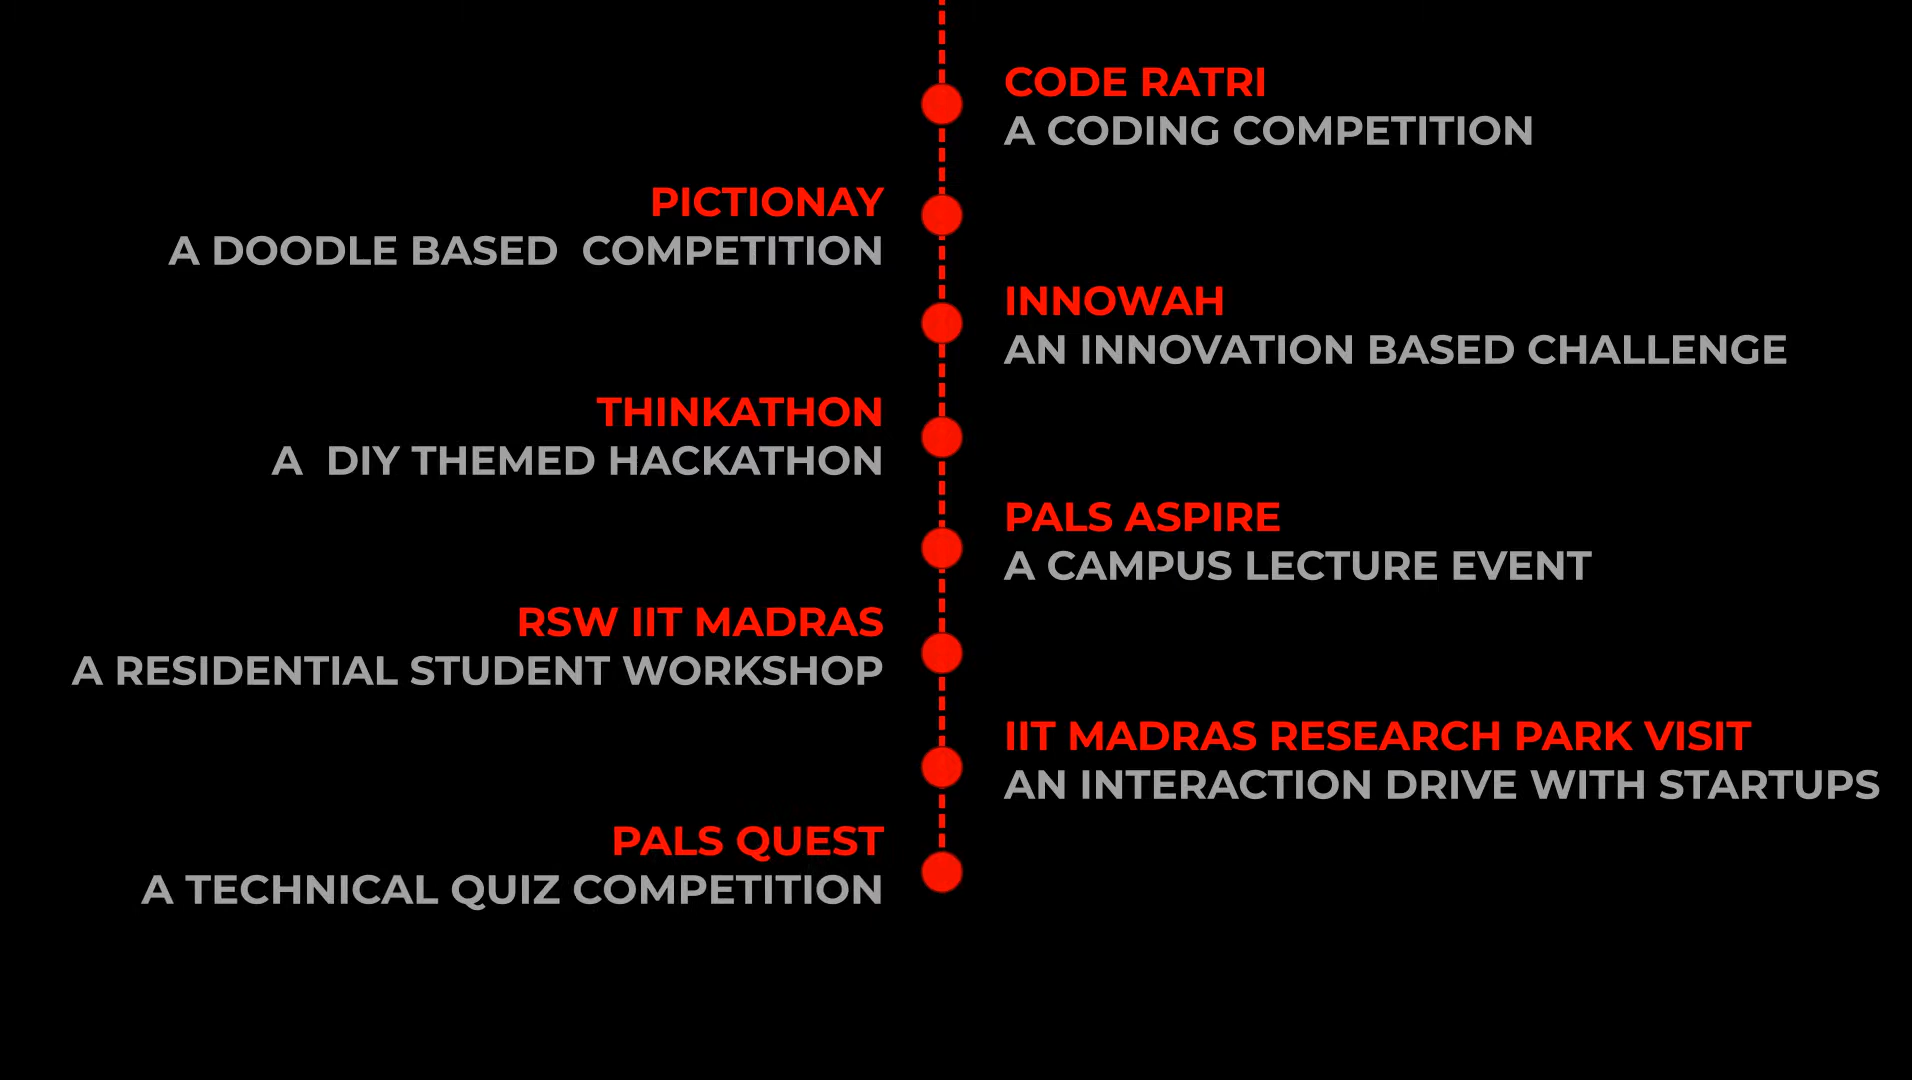 CODE RATRI
A CODING COMPETITION
PICTIONAY
A DOODLE BASED  COMPETITION
INNOWAH
AN INNOVATION BASED CHALLENGE
THINKATHON
A  DIY THEMED HACKATHON
PALS ASPIRE
A CAMPUS LECTURE EVENT
RSW IIT MADRAS
A RESIDENTIAL STUDENT WORKSHOP
IIT MADRAS RESEARCH PARK VISIT
AN INTERACTION DRIVE WITH STARTUPS
PALS QUEST
A TECHNICAL QUIZ COMPETITION